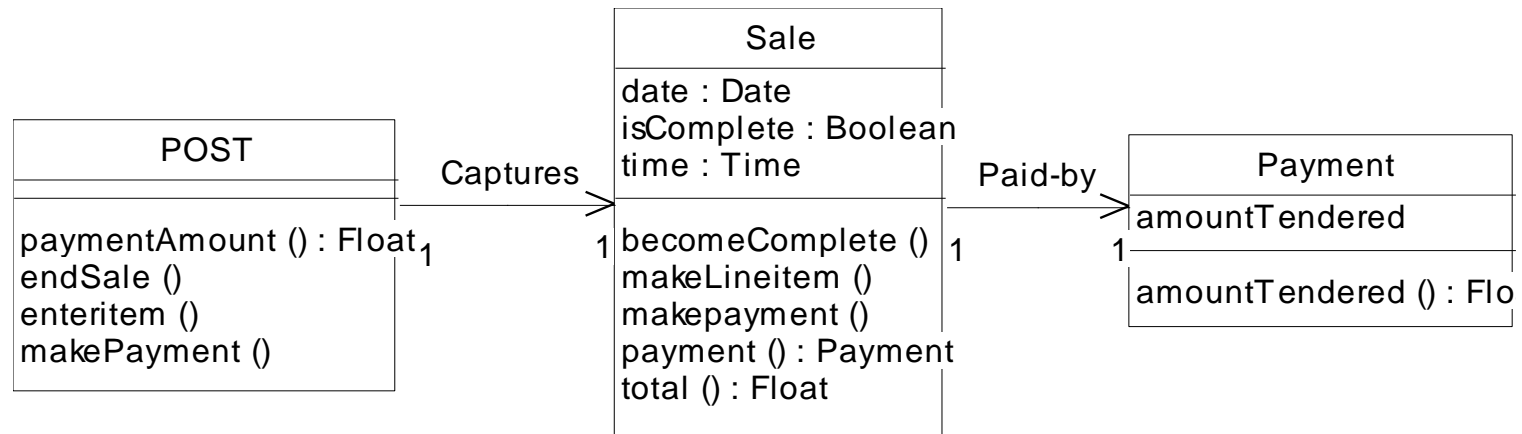 POST
paymentAmount () : Float
endSale ()
enteritem ()
makePayment ()
Captures
1
1
Sale
date : Date
isComplete : Boolean
time : Time
becomeComplete ()
makeLineitem ()
makepayment ()
payment () : Payment
total () : Float
Paid-by
1
1
Payment
amountTendered
amountTendered () : Flo